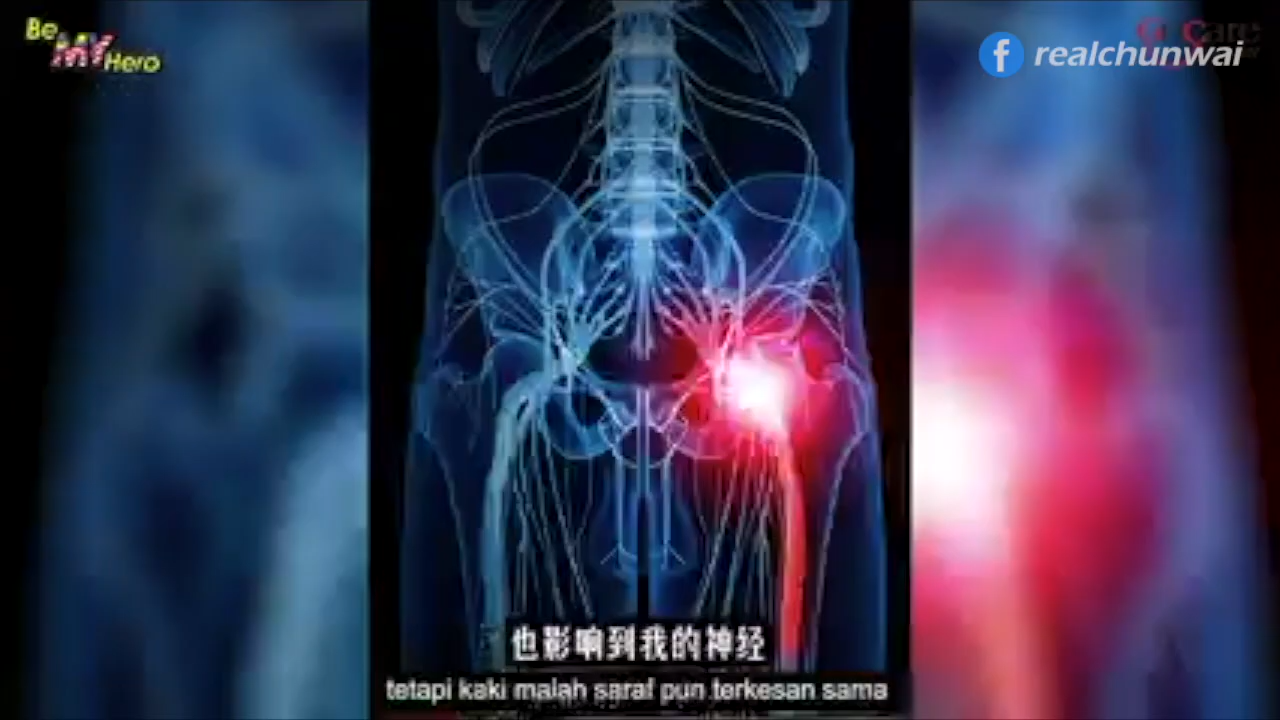 Be
MY
Hero
realchunwai
也影响到我的神经
tetapi kaki malah saraf pun terkesan sama